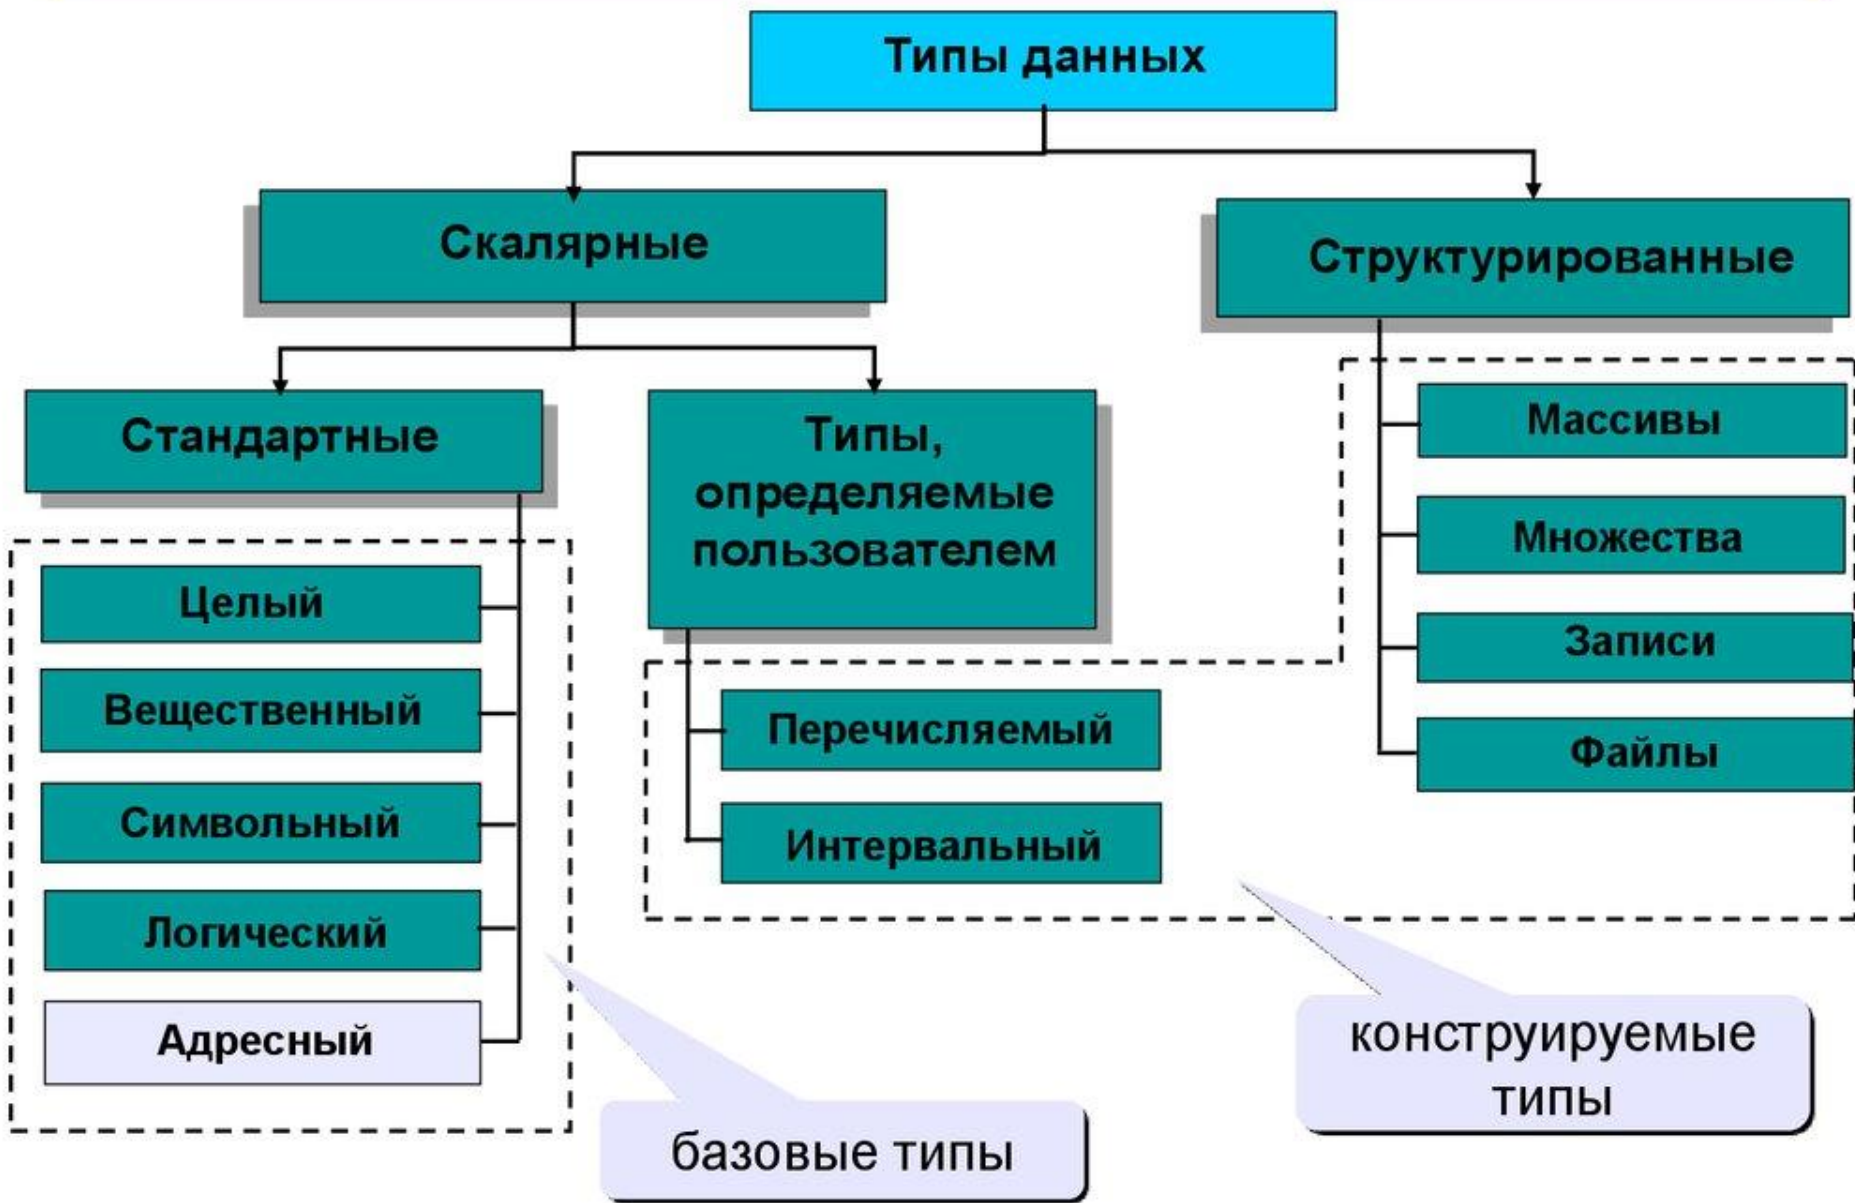 Типы данных
Скалярные
Структурированные
Стандартные
Типы,
определяемые
пользователем
Целый
Вещественный
Символьный
Логический
Адресный
Перечисляемый
Интервальный
Массивы
Множества
Записи
Файлы
базовые типы
конструируемые
типы